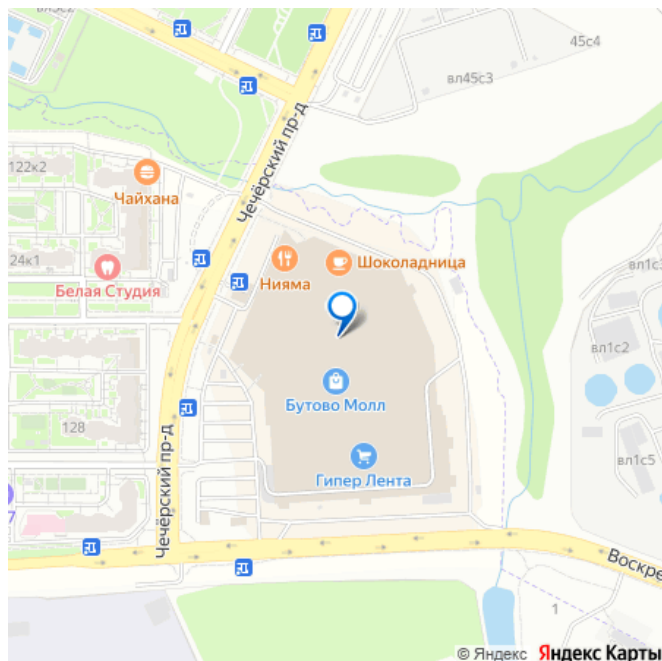 45с4
вл45с3
Чечёрский пр-д
122к2
Чайхана
24к1
Белая Студия
Шоколадница
Нияма
вл1с3
вл1с2
Бутово Молл
128
Чечёрский пр-д
Гипер Лента
вл1с5
7
Воскре
1
© Яндекс Яндекс Карты